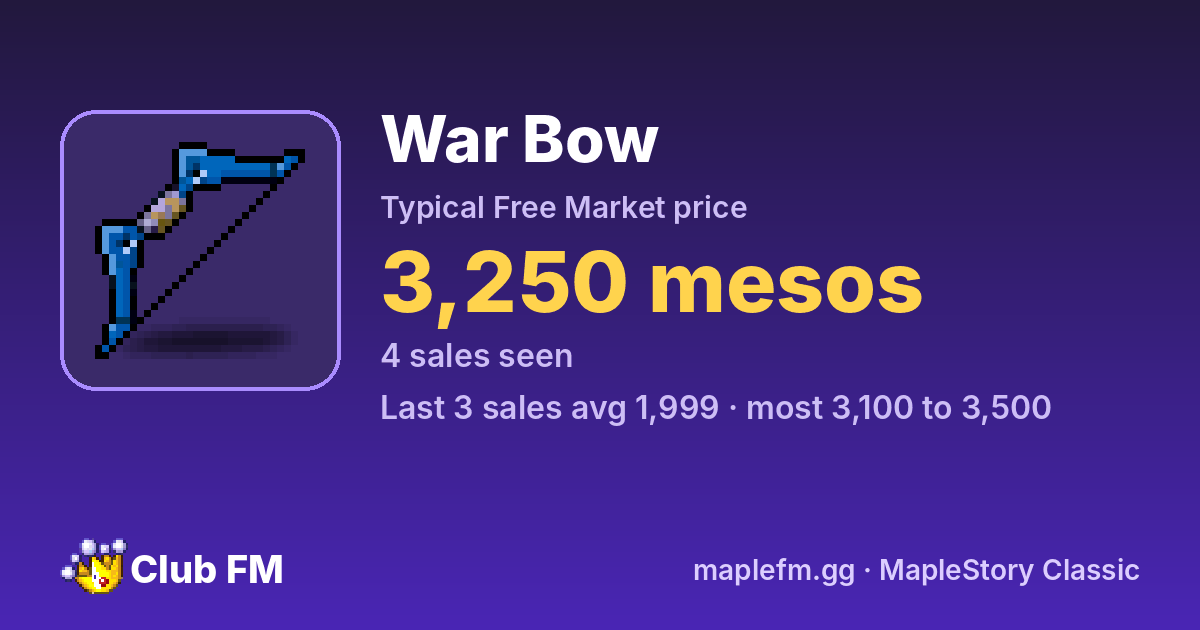 War Bow
Typical Free Market price
3,250 mesos
4 sales seen
Last 3 sales avg 1,999 · most 3,100 to 3,500
Club FM
maplefm.gg · MapleStory Classic